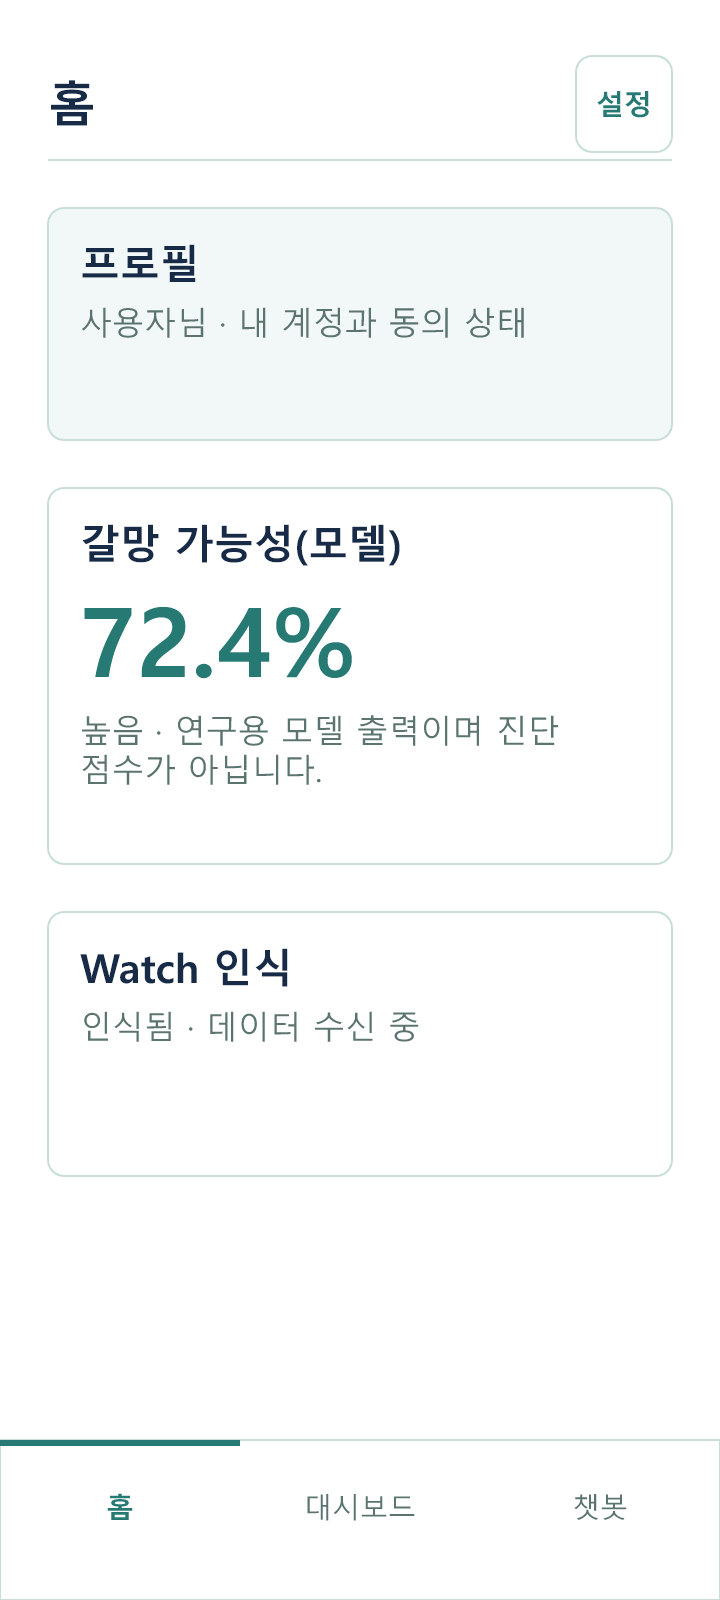 홈
설정
프로필
사용자님 · 내 계정과 동의 상태
갈망 가능성(모델)
72.4%
높음 · 연구용 모델 출력이며 진단
점수가 아닙니다.
Watch 인식
인식됨 · 데이터 수신 중
홈
대시보드
챗봇